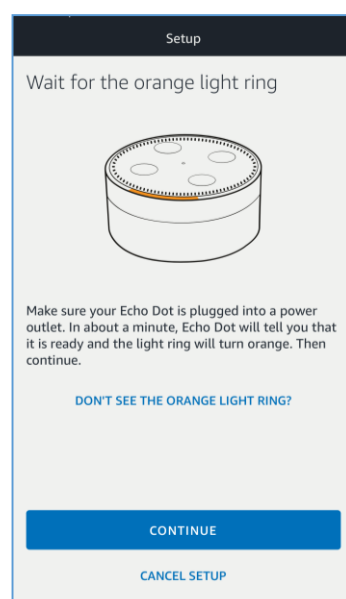 Setup
Wait for the orange light ring
Make sure your Echo Dot is plugged into a power
outlet. In about a minute, Echo Dot will tell you that
it is ready and the light ring will turn orange. Then
continue.
DON'T SEE THE ORANGE LIGHT RING?
CONTINUE
CANCEL SETUP